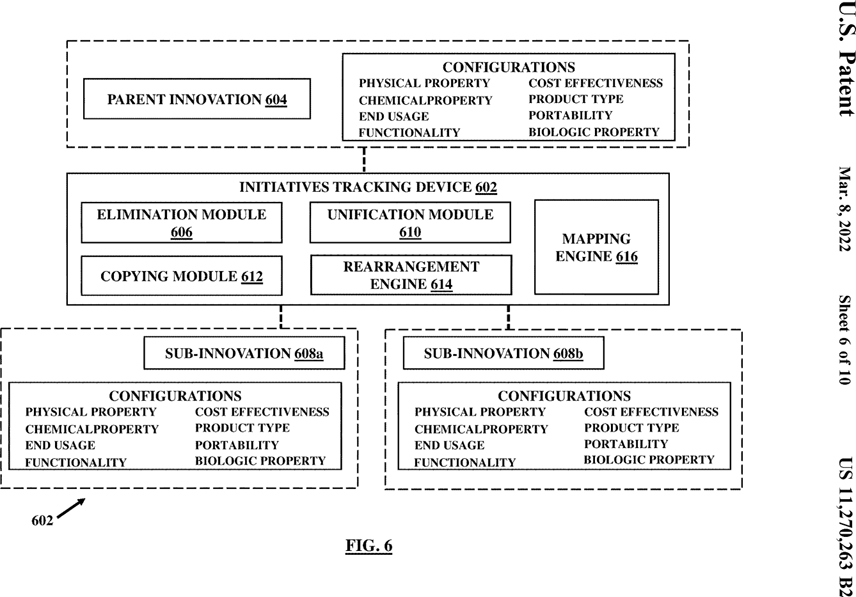 U.S. Patent Mar. 8, 2022 Sheet 6 of 10 US 11,270,263 B2
PARENT INNOVATION 604
CONFIGURATIONS
PHYSICAL PROPERTY COST EFFECTIVENESS
CHEMICALPROPERTY PRODUCT TYPE
END USAGE PORTABILITY
FUNCTIONALITY BIOLOGIC PROPERTY
INITIATIVES TRACKING DEVICE 602
ELIMINATION MODULE
606
UNIFICATION MODULE
610
MAPPING
ENGINE 616
COPYING MODULE 612
REARRANGEMENT
ENGINE 614
SUB-INNOVATION 608a
CONFIGURATIONS
PHYSICAL PROPERTY COST EFFECTIVENESS
CHEMICALPROPERTY PRODUCT TYPE
END USAGE PORTABILITY
FUNCTIONALITY BIOLOGIC PROPERTY
SUB-INNOVATION 608b
CONFIGURATIONS
PHYSICAL PROPERTY COST EFFECTIVENESS
CHEMICALPROPERTY PRODUCT TYPE
END USAGE PORTABILITY
FUNCTIONALITY BIOLOGIC PROPERTY
602
FIG. 6